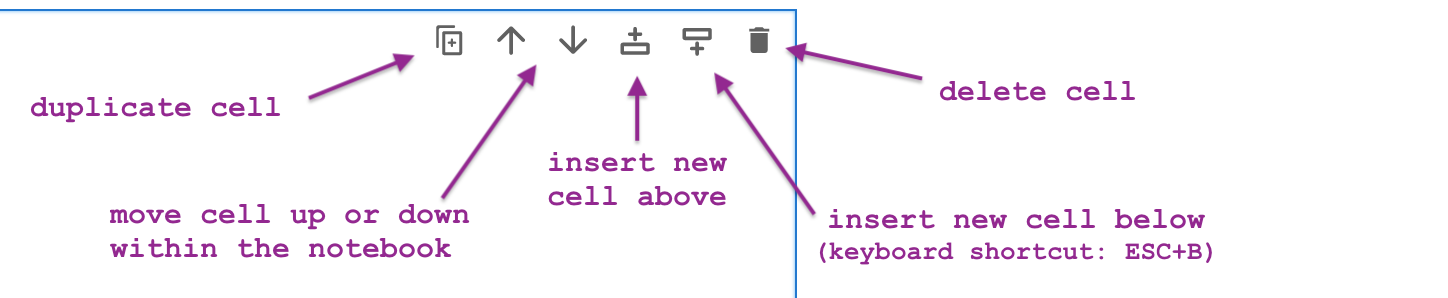 duplicate cell
delete cell
insert new
cell above
move cell up or down
within the notebook
insert new cell below
(keyboard shortcut: ESC+B)